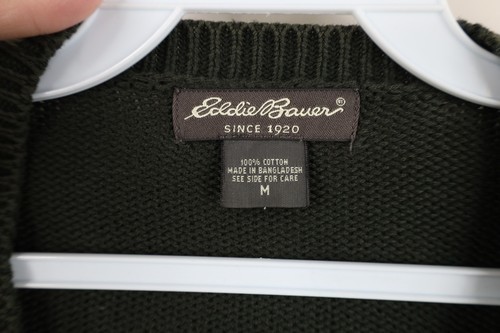 Eddie Bauer®
SINCE 1920
100% COTTON
MADE IN BANGLADESH
SEE SIDE FOR CARE
M